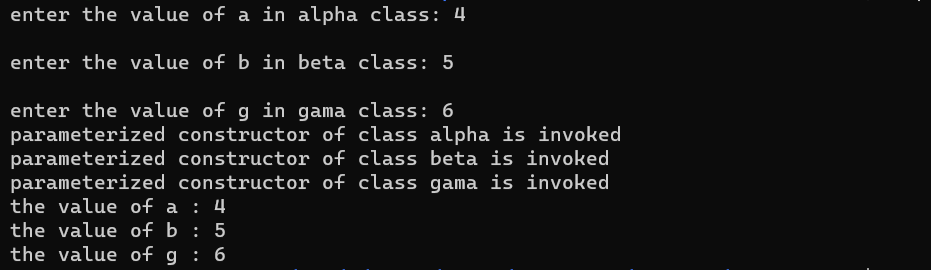 enter the value of a in alpha class: 4
enter the value of b in beta class: 5
enter the value of g in gama class: 6
parameterized constructor of class alpha is invoked
parameterized constructor of class beta is invoked
parameterized constructor of class gama is invoked
the value of a : 4
the value of b : 5
the value of g : 6